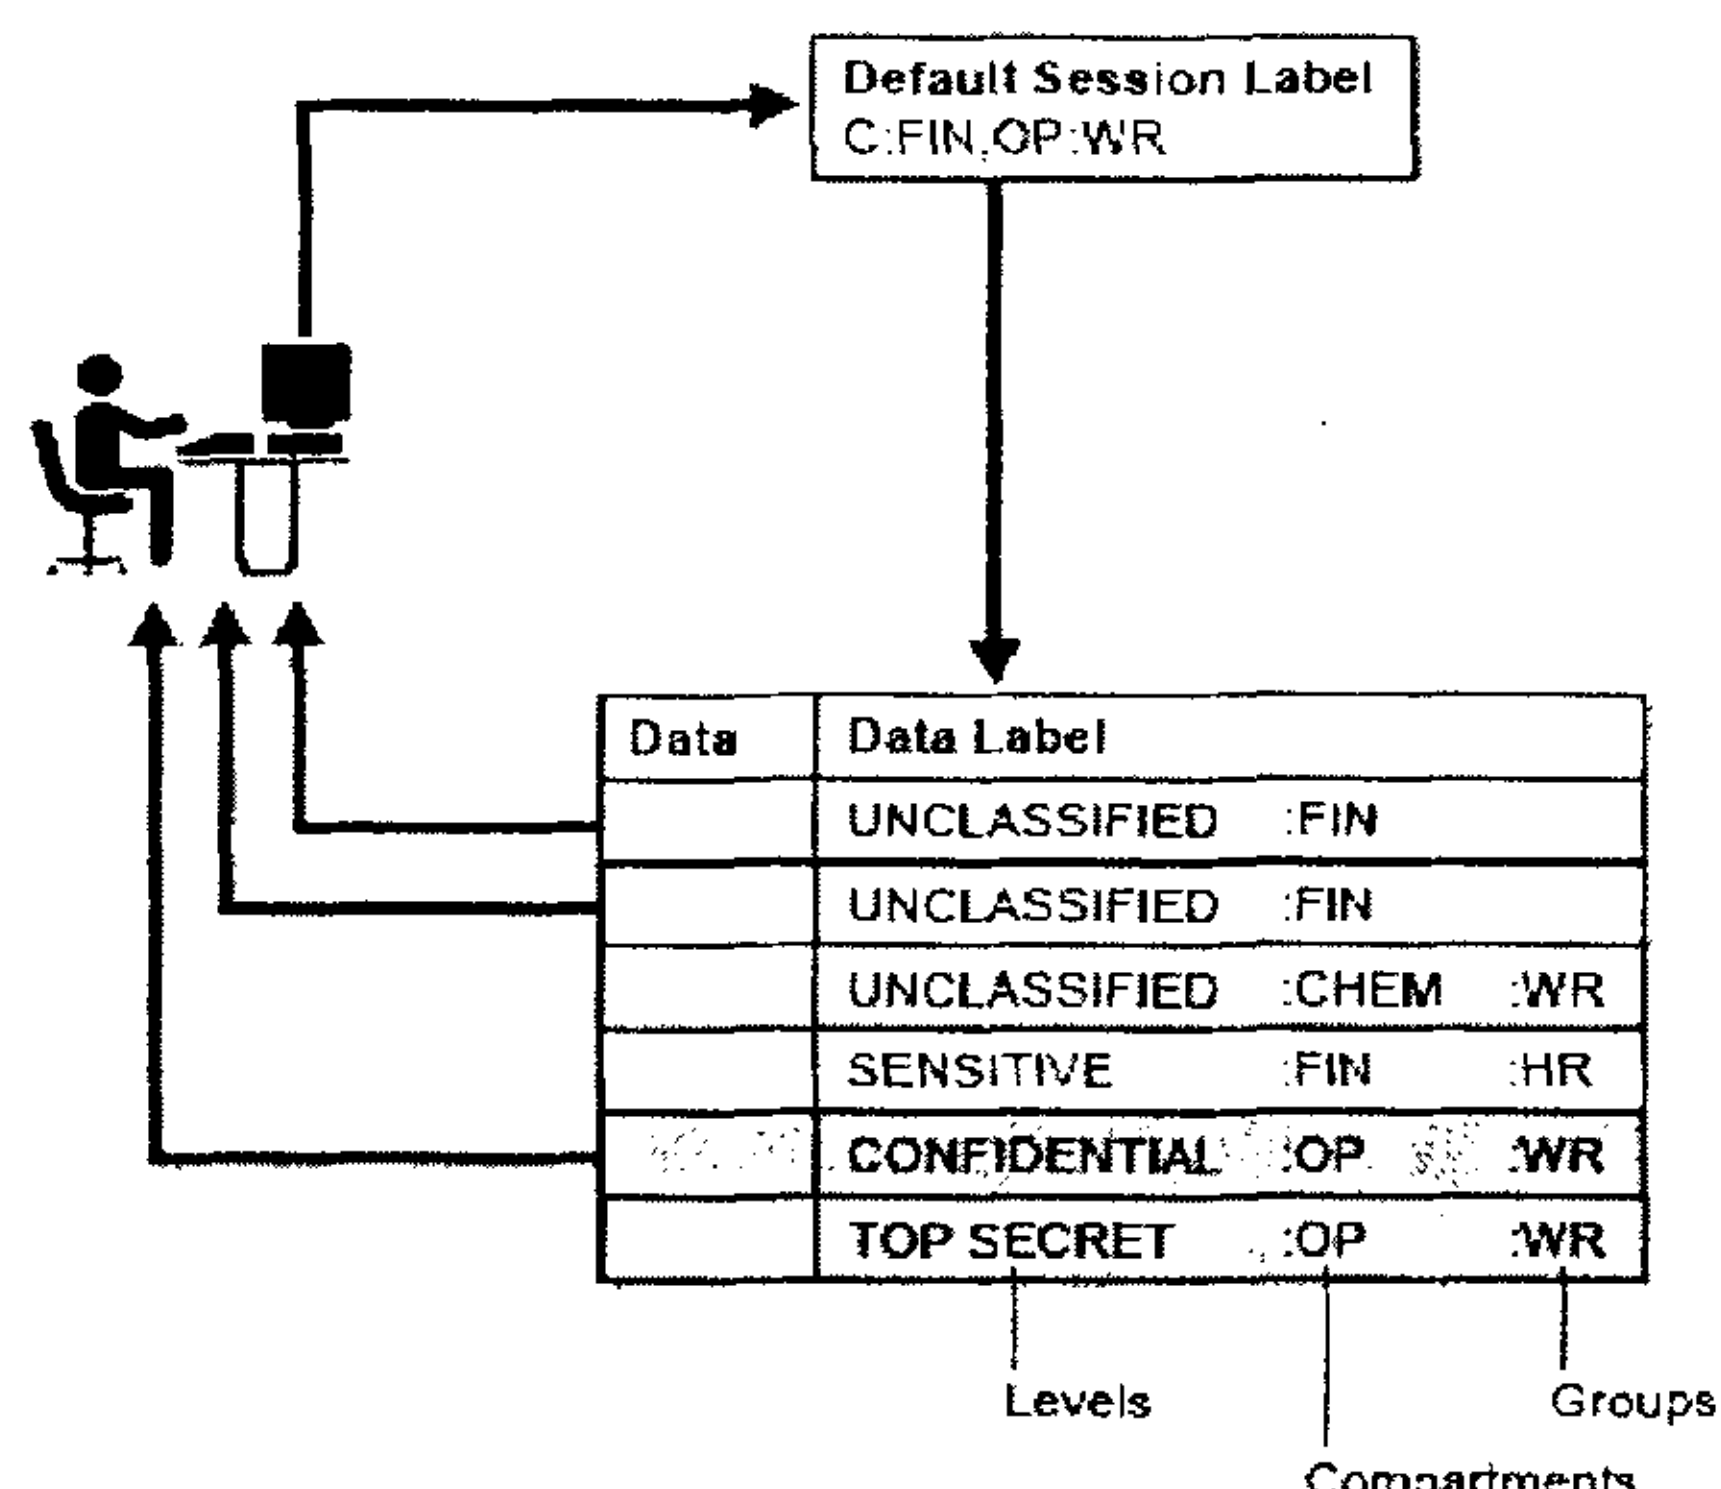 Default Session Label
C:FIN,OP:WR
Data Data Label
UNCLASSIFIED :FIN
UNCLASSIFIED :FIN
UNCLASSIFIED :CHEM :WR
SENSITIVE :FIN :HR
CONFIDENTIAL :OP :WR
TOP SECRET :OP :WR
Levels Groups
Compartments